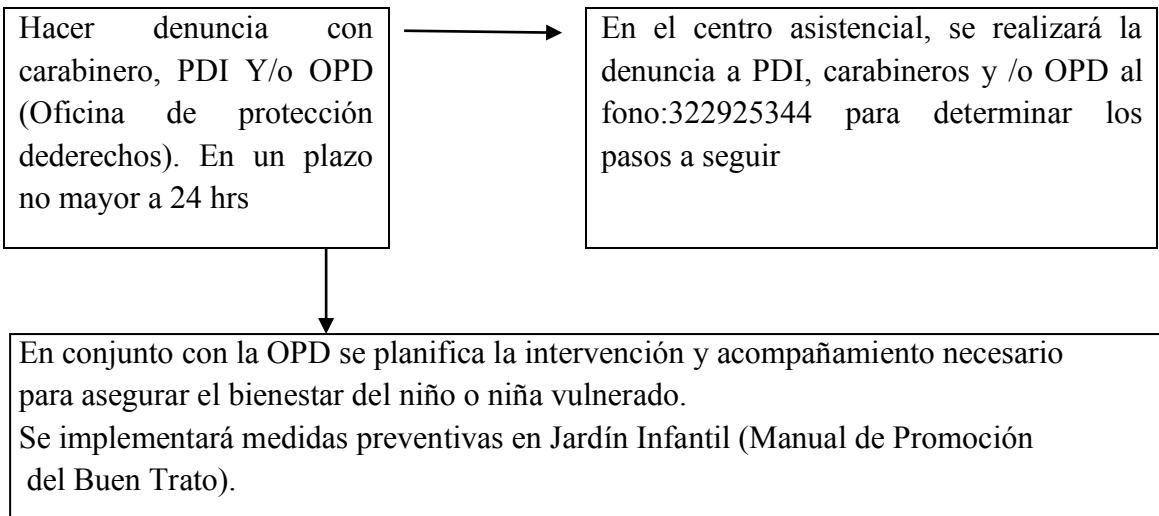 Hacer denuncia con
carabinero, PDI Y/o OPD
(Oficina de protección
dederechos). En un plazo
no mayor a 24 hrs
En el centro asistencial, se realizará la
denuncia a PDI, carabineros y /o OPD al
fono:322925344 para determinar los
pasos a seguir
En conjunto con la OPD se planifica la intervención y acompañamiento necesario
para asegurar el bienestar del niño o niña vulnerado.
Se implementará medidas preventivas en Jardín Infantil (Manual de Promoción
del Buen Trato).